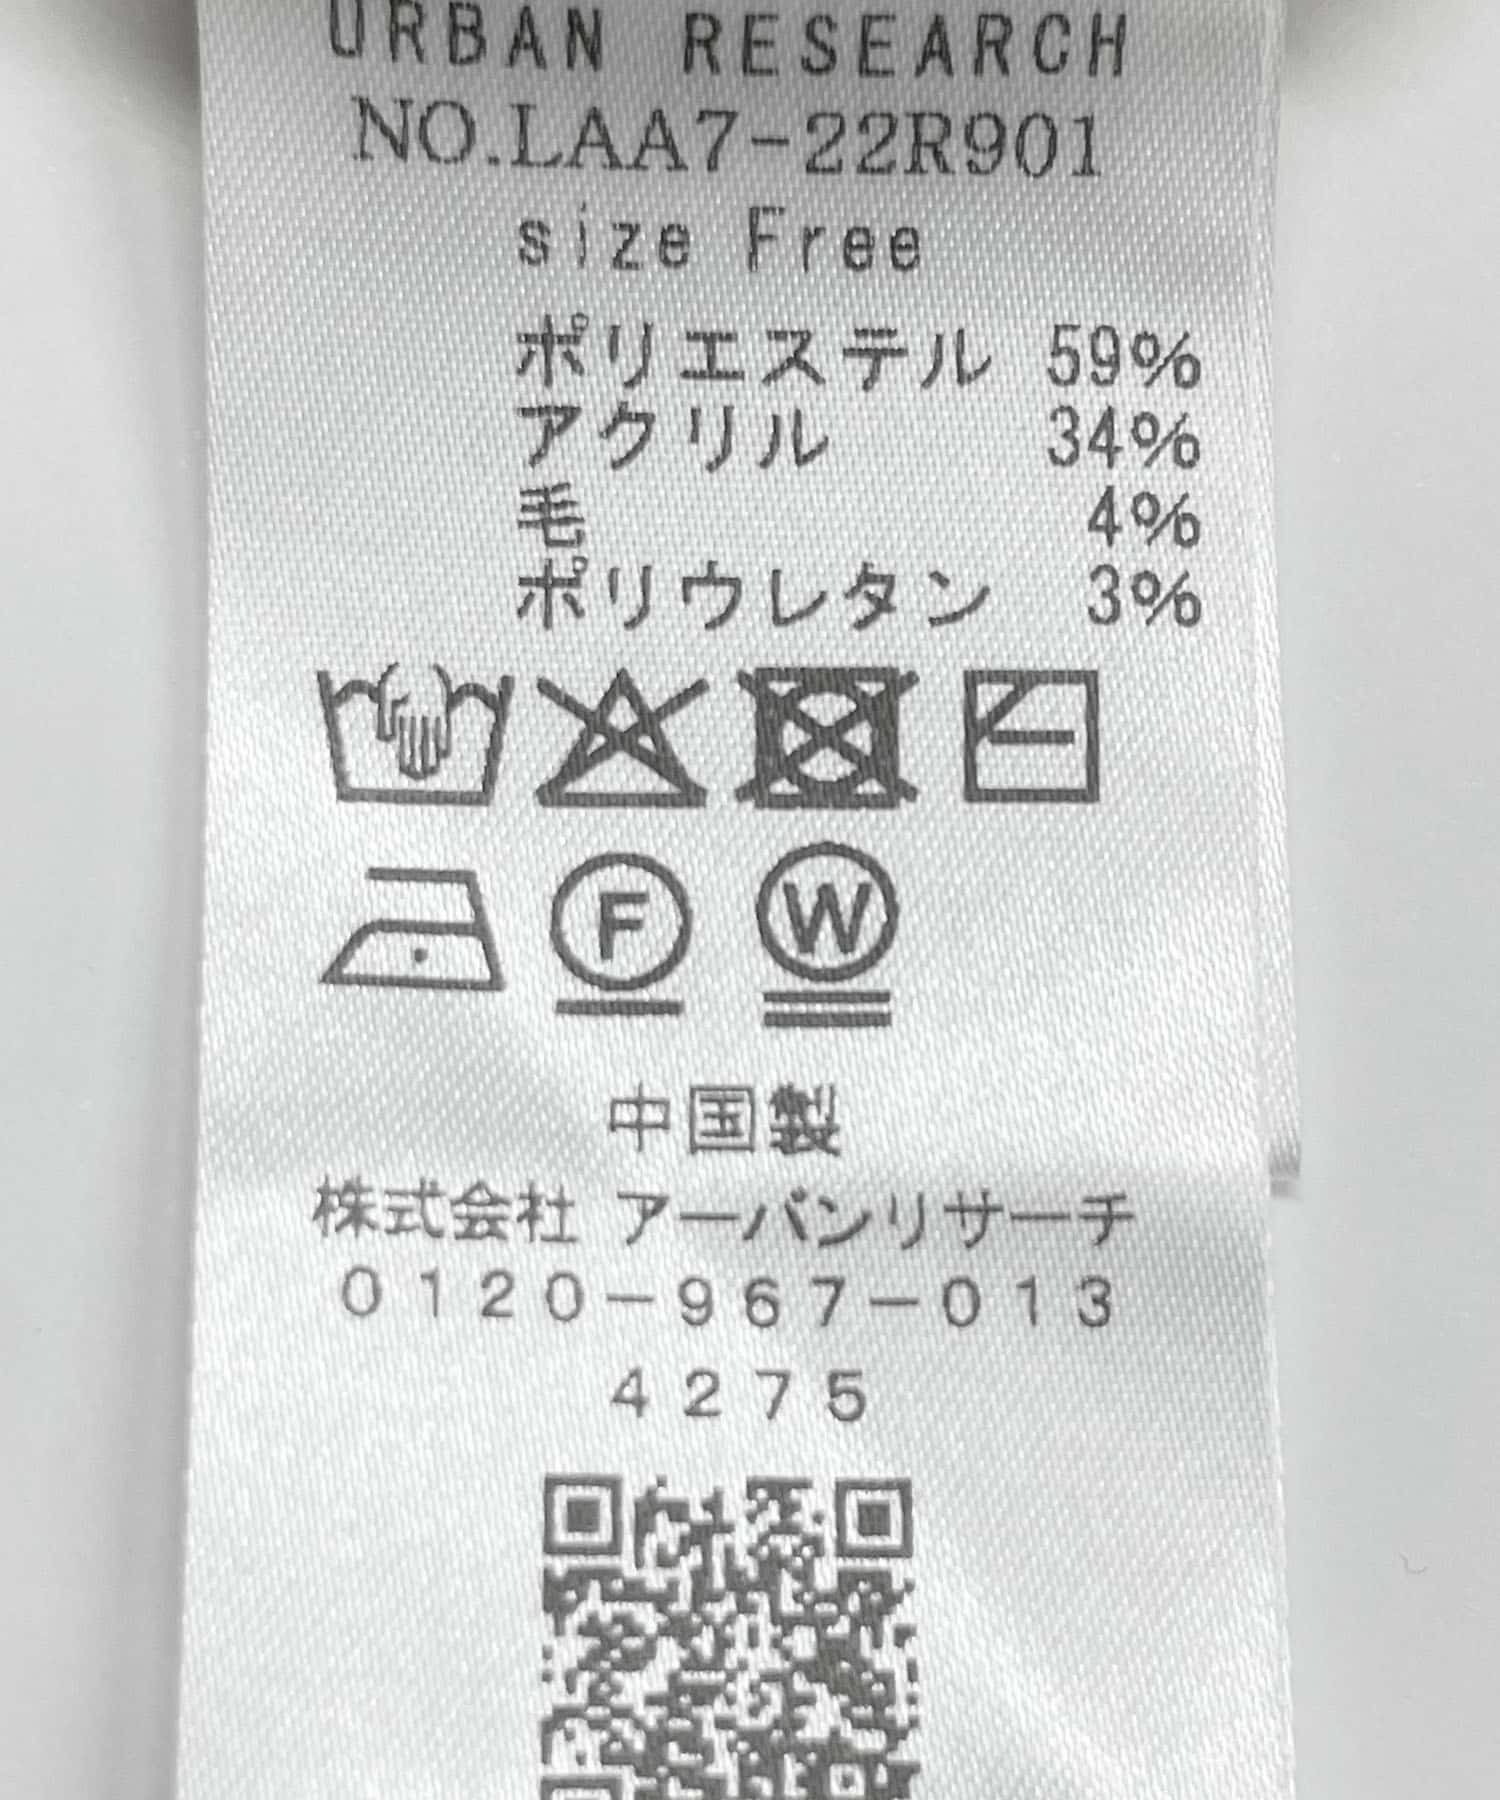 URBAN RESEARCH
NO.LAA7-22R901
size Free
ポリエステル 59%
アクリル 34%
毛 4%
ポリウレタン 3%
F W
中国製
株式会社 アーバンリサーチ
0120-967-013
4275